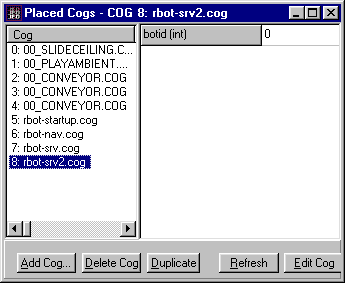 Placed Cogs - COG 8: rbot-srv2.cog
Cog
botid (int)
0
0: 00_SLIDECEILING.C...
1: 00_PLAYAMBIENT....
2: 00_CONVEYOR.COG
3: 00_CONVEYOR.COG
4: 00_CONVEYOR.COG
5: rbot-startup.cog
6: rbot-nav.cog
7: rbot-srv.cog
8: rbot-srv2.cog
Add Cog...
Delete Cog
Duplicate
Refresh
Edit Cog